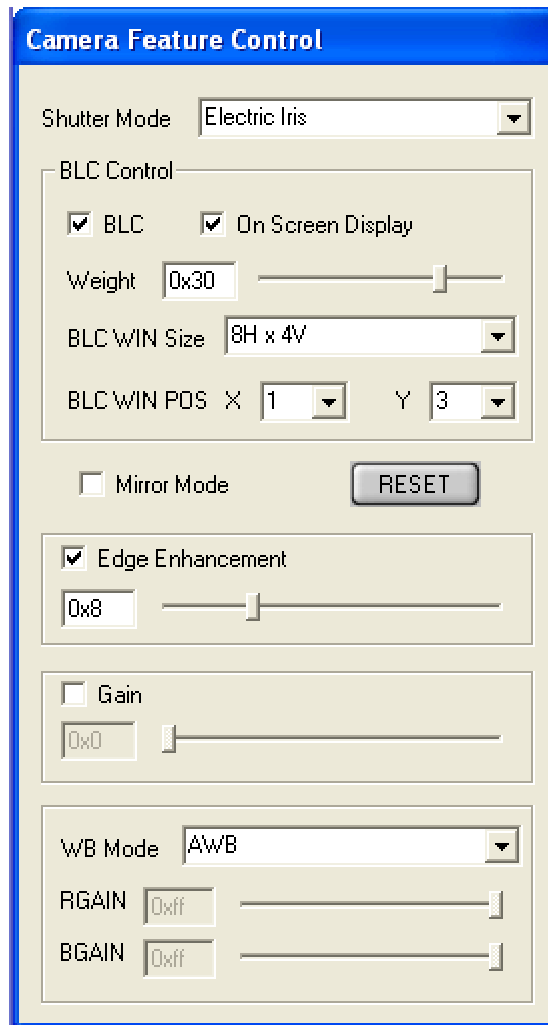 Camera Feature Control
Shutter Mode Electric Iris
BLC Control
BLC On Screen Display
Weight 0x30
BLC WIN Size 8H x 4V
BLC WIN POS X 1 Y 3
Mirror Mode RESET
Edge Enhancement
0x8
Gain
0x0
WB Mode AWB
RGAIN 0xff
BGAIN 0xff